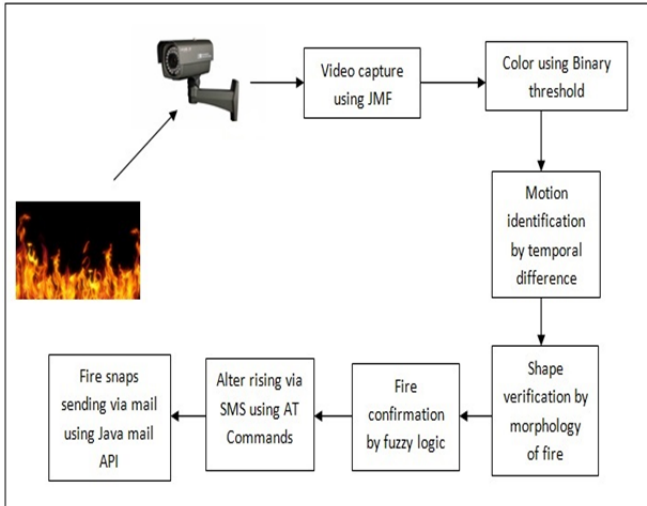 Video capture
using JMF
Color using Binary
threshold
Motion
identification
by temporal
difference
Shape
verification by
morphology
of fire
Fire
confirmation
by fuzzy logic
Alter rising via
SMS using AT
Commands
Fire snaps
sending via mail
using Java mail
API